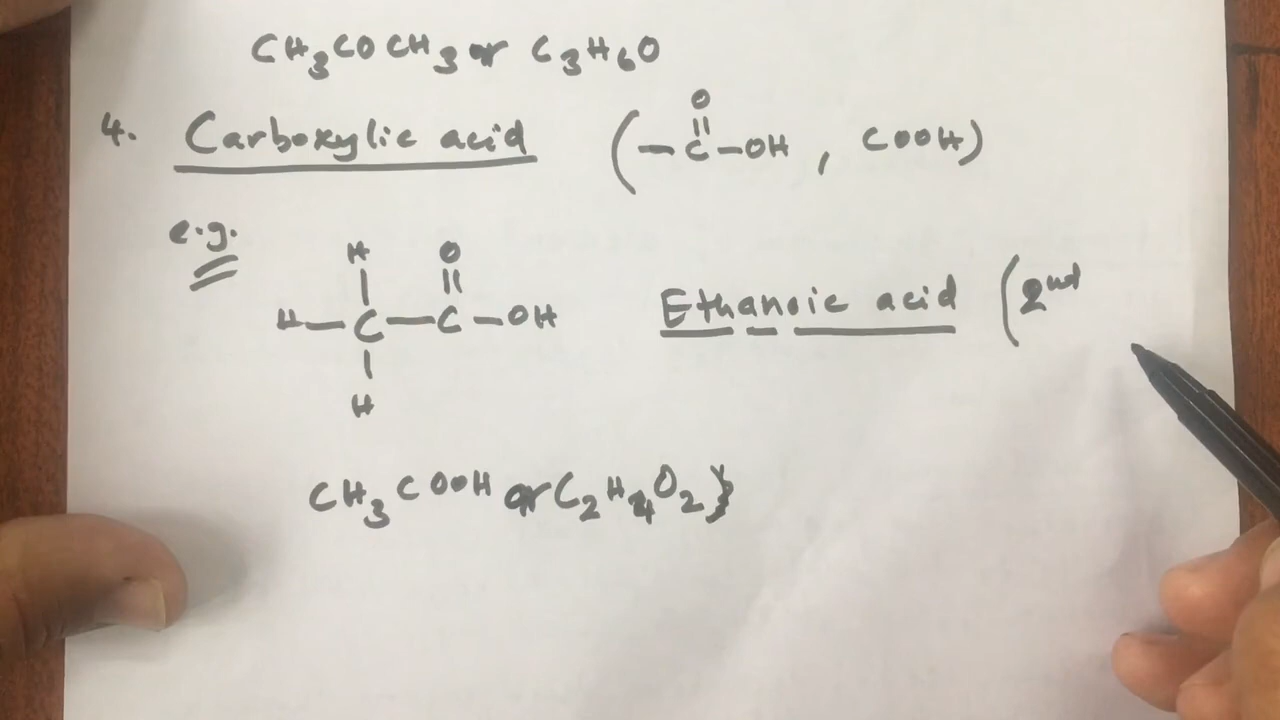 CH3COCH3 or C3H6O
4. Carboxylic acid (-C-OH, COOH)
O
||
e.g.
H O
| ||
H-C-C-OH Ethanoic acid (2nd
|
H
CH3COOH or C2H4O2}